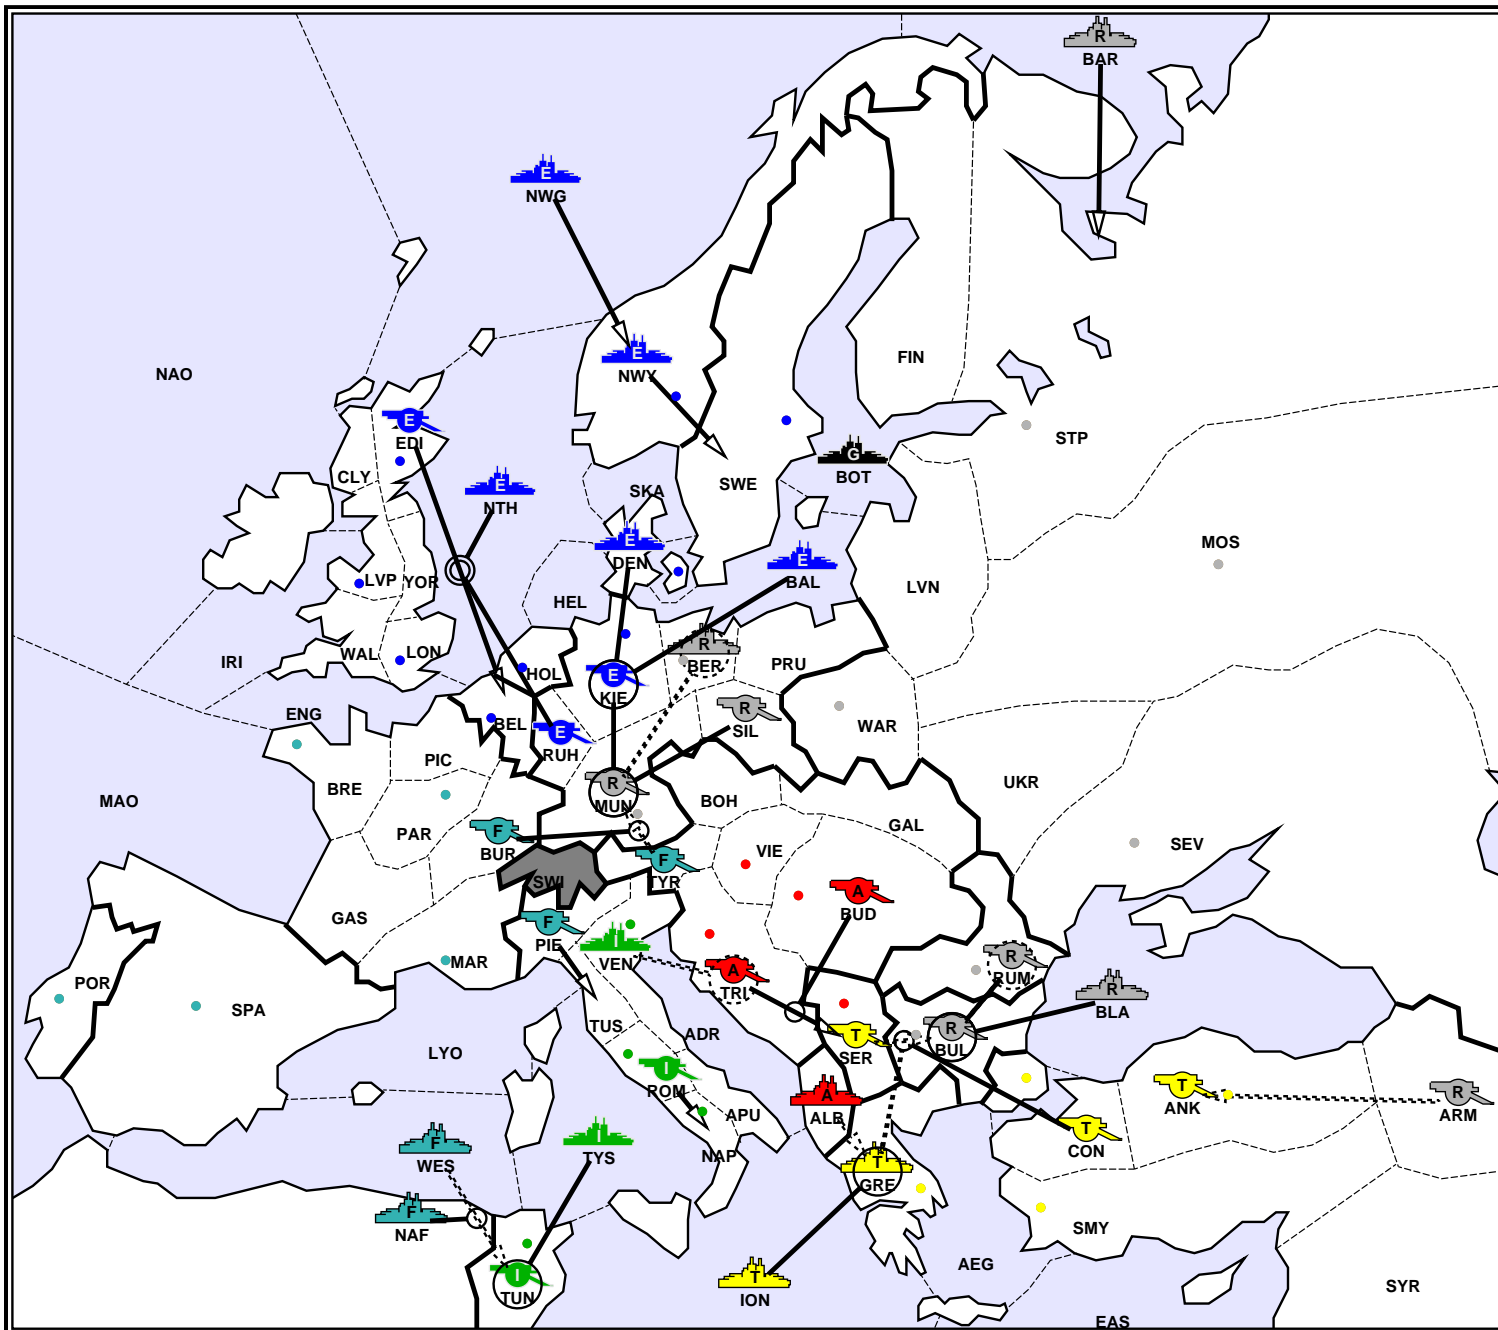 R
BAR
E
NWG
E
NWY
FIN
NAO
E
EDI
STP
G
BOT
CLY
E
NTH
SKA
SWE
E
DEN
E
BAL
MOS
LVP
YOR
HEL
LVN
IRI
WAL
LON
HOL
E
KIE
R
BER
PRU
ENG
BEL
E
RUH
R
SIL
WAR
PIC
BRE
R
MUN
BOH
UKR
MAO
PAR
F
BUR
GAL
VIE
SEV
SWI
F
TYR
A
BUD
GAS
F
PIE
I
VEN
MAR
A
TRI
R
RUM
POR
SPA
R
BLA
TUS
ADR
T
SER
R
BUL
LYO
I
ROM
APU
A
ALB
T
ANK
R
ARM
F
WES
I
TYS
NAP
T
GRE
T
CON
F
NAF
SMY
I
TUN
T
ION
AEG
SYR
EAS